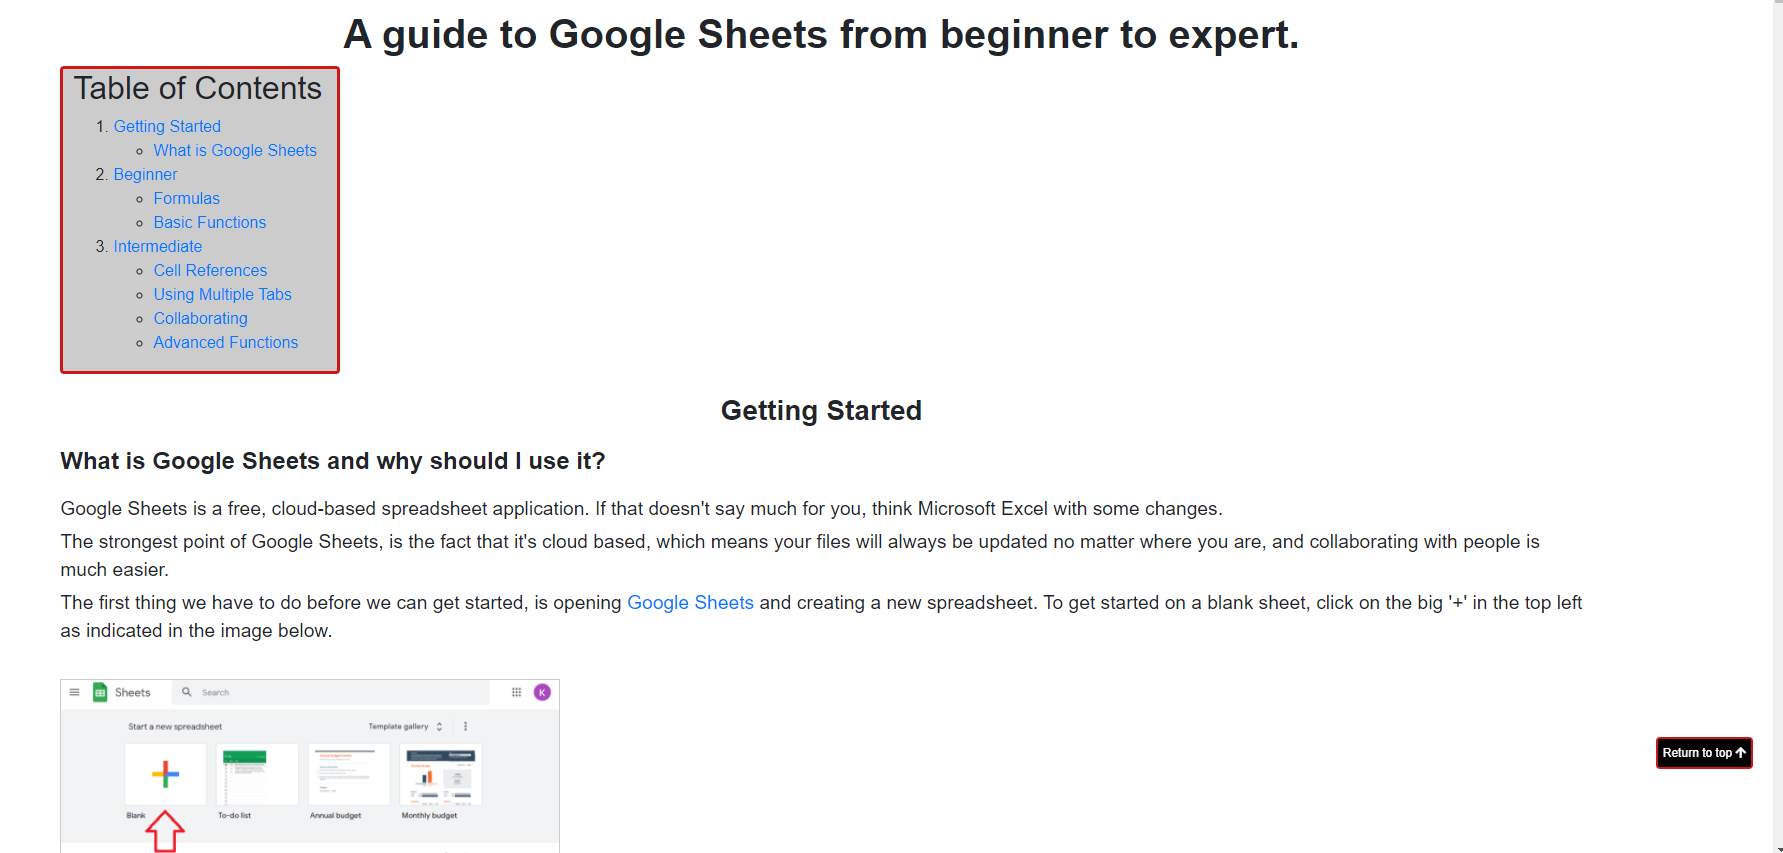 A guide to Google Sheets from beginner to expert.
Table of Contents
1. Getting Started
What is Google Sheets
2. Beginner
Formulas
Basic Functions
3. Intermediate
Cell References
Using Multiple Tabs
Collaborating
Advanced Functions
Getting Started
What is Google Sheets and why should I use it?
Google Sheets is a free, cloud-based spreadsheet application. If that doesn't say much for you, think Microsoft Excel with some changes.
The strongest point of Google Sheets, is the fact that it's cloud based, which means your files will always be updated no matter where you are, and collaborating with people is
much easier.
The first thing we have to do before we can get started, is opening Google Sheets and creating a new spreadsheet. To get started on a blank sheet, click on the big '+' in the top left
as indicated in the image below.
Sheets
Search
K
Start a new spreadsheet
Template gallery
Blank
To-do list
Annual budget
Monthly budget
Return to top